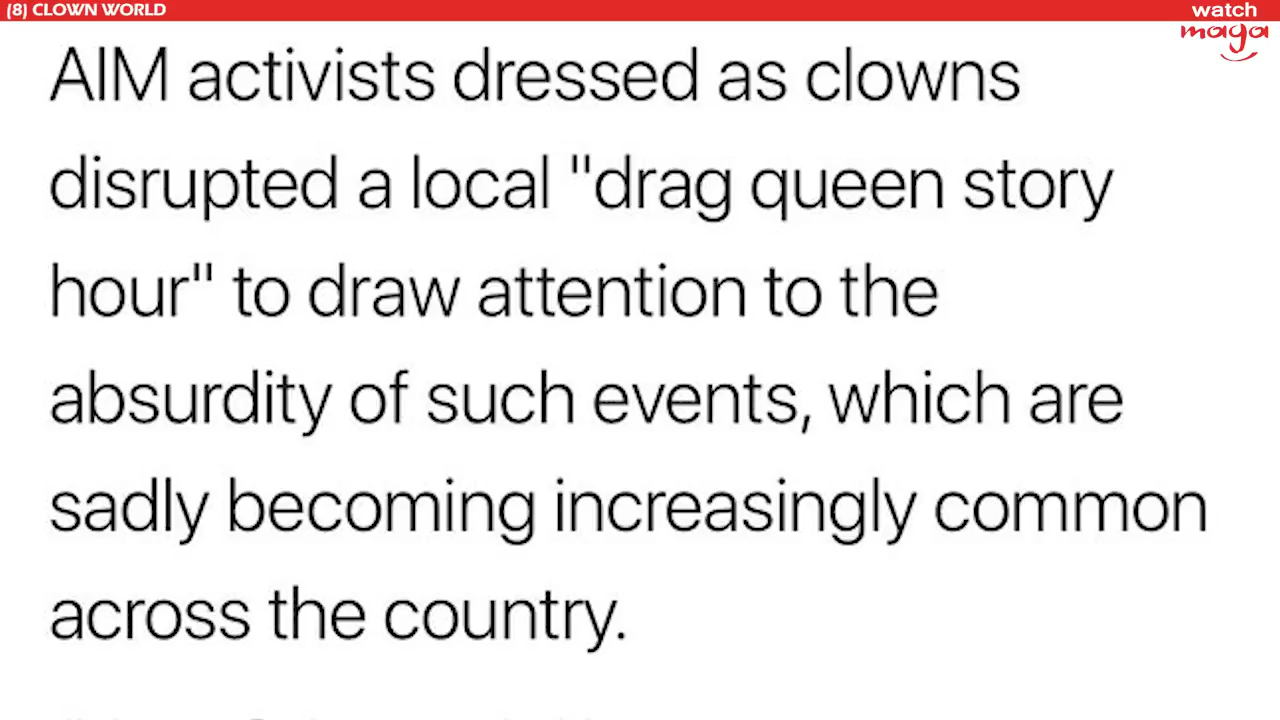 (8) CLOWN WORLD
watch
maga
AIM activists dressed as clowns
disrupted a local "drag queen story
hour" to draw attention to the
absurdity of such events, which are
sadly becoming increasingly common
across the country.